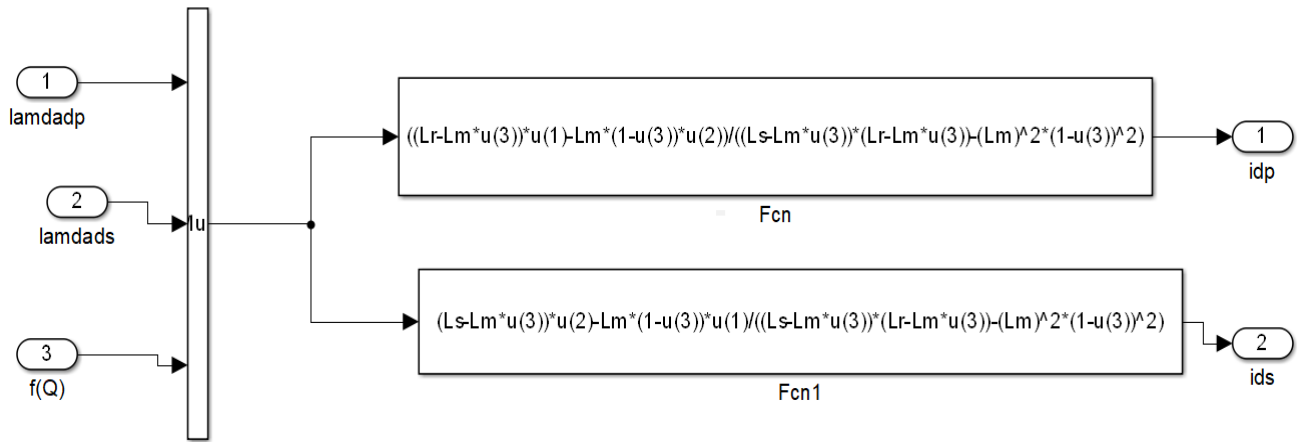 1
lamdadp
2
lamdads
3
f(Q)
((Lr-Lm*u(3))*u(1)-Lm*(1-u(3))*u(2))/((Ls-Lm*u(3))*(Lr-Lm*u(3))-(Lm)^2*(1-u(3))^2)
Fcn
(Ls-Lm*u(3))*u(2)-Lm*(1-u(3))*u(1)/((Ls-Lm*u(3))*(Lr-Lm*u(3))-(Lm)^2*(1-u(3))^2)
Fcn1
1
idp
2
ids